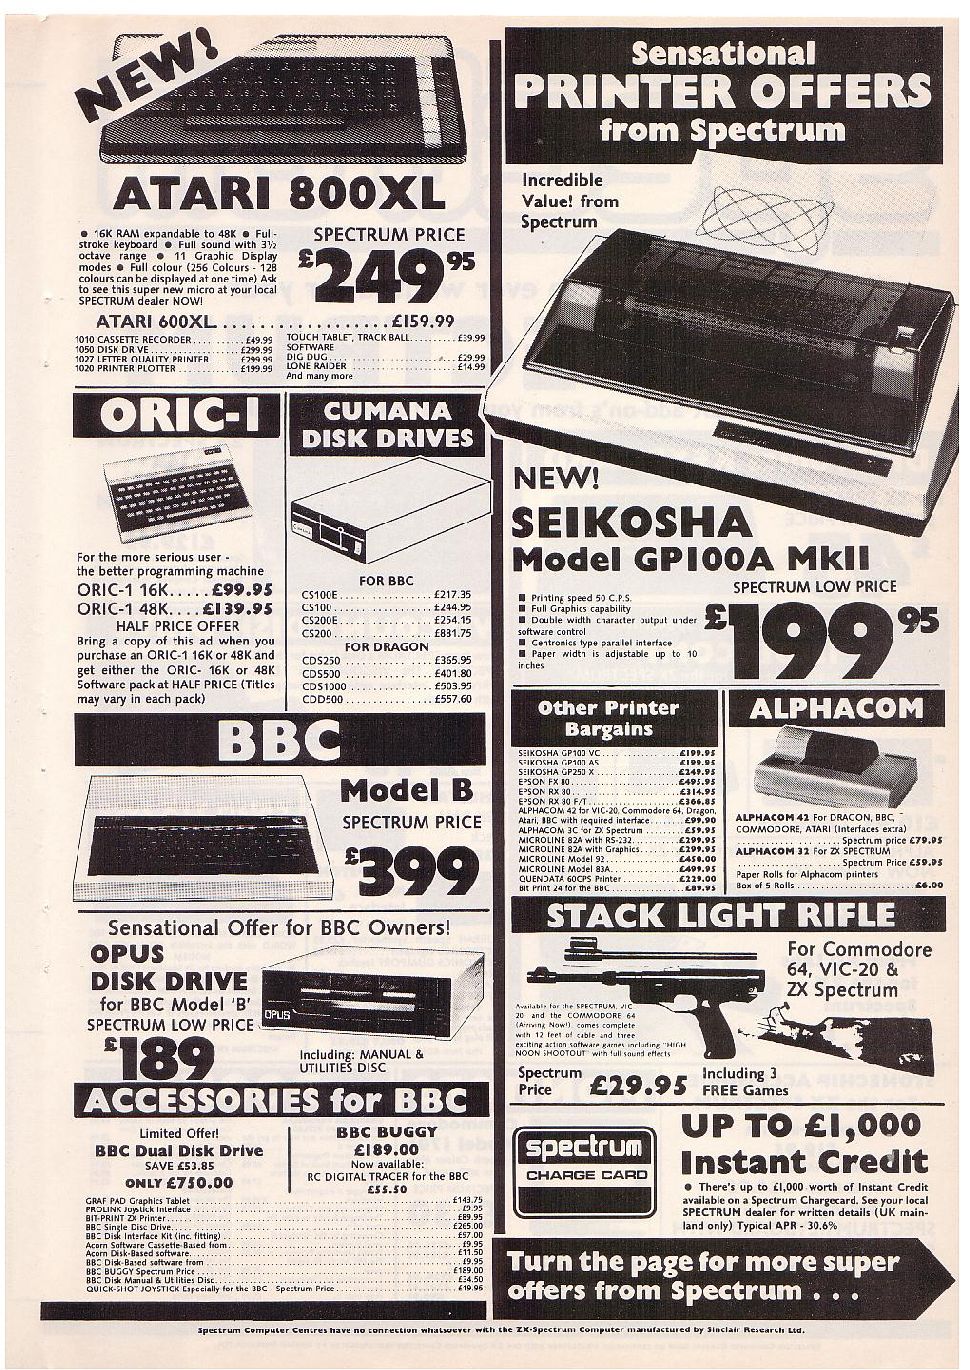 NEW!
ATARI 800XL
● 16K RAM expandable to 48K ● Full-
stroke keyboard ● Full sound with 3½
octave range ● 11 Graphic Display
modes ● Full colour (256 Colours - 128
colours can be displayed at one time) Ask
to see this super new micro at your local
SPECTRUM dealer NOW!
SPECTRUM PRICE
£249.95
ATARI 600XL...................£159.99
1010 CASSETTE RECORDER..........£49.99
1050 DISK DRIVE..................£299.99
1027 LETTER QUALITY PRINTER £299.95
1020 PRINTER PLOTTER............£199.99
TOUCH TABLET, TRACK BALL.........£39.99
SOFTWARE
DIG DUG..................£29.99
LONE RAIDER..................£14.99
And many more
ORIC-1
For the more serious user -
the better programming machine
ORIC-1 16K.....£99.95
ORIC-1 48K....£139.95
HALF PRICE OFFER
Bring a copy of this ad when you
purchase an ORIC-1 16K or 48K and
get either the ORIC- 16K or 48K
Software pack at HALF PRICE (Titles
may vary in each pack)
CUMANA
DISK DRIVES
FOR BBC
CS100E...............£217.35
CS100................£244.95
CS200E...............£254.15
CS200................£831.75
FOR DRAGON
CDS250...............£365.95
CDS500...............£401.80
CDS1000..............£503.95
CDD500...............£557.60
BBC
Model B
SPECTRUM PRICE
£399
Sensational Offer for BBC Owners!
OPUS
DISK DRIVE
for BBC Model 'B'
SPECTRUM LOW PRICE
£189
OPUS
Including: MANUAL &
UTILITIES DISC
ACCESSORIES for BBC
Limited Offer!
BBC Dual Disk Drive
SAVE £53.85
ONLY £750.00
BBC BUGGY
£189.00
Now available:
RC DIGITAL TRACER for the BBC
£55.50
GRAF PAD Graphics Tablet..........£143.75
PROLINK Joystick Interface..........£9.95
BIT-PRINT ZX Printer..........£89.95
BBC Single Disc Drive..........£265.00
BBC Disk Interface Kit (inc. fitting)..........£57.00
Acorn Software Cassette-Based from..........£9.95
Acorn Disk-Based software..........£11.50
BBC Disk-Based software from..........£9.95
BBC BUGGY Spectrum Price..........£189.00
BBC Disk Manual & Utilities Disc..........£34.50
QUICK-SHOT JOYSTICK Especially for the BBC Spectrum Price..........£19.95
Sensational
PRINTER OFFERS
from Spectrum
Incredible
Value! from
Spectrum
NEW!
SEIKOSHA
Model GP100A MkII
SPECTRUM LOW PRICE
£199.95
■ Printing speed 50 C.P.S.
■ Full Graphics capability
■ Double width character output under
software control
■ Centronics type parallel interface
■ Paper width is adjustable up to 10
inches
Other Printer
Bargains
SEIKOSHA GP100 VC..........£199.95
SEIKOSHA GP100 AS..........£199.95
SEIKOSHA GP250 X..........£249.95
EPSON FX 80..........£495.95
EPSON RX 80..........£314.95
EPSON RX 80 F/T..........£366.85
ALPHACOM 42 for VIC-20, Commodore 64, Dragon,
Atari, BBC with required interface..........£99.90
ALPHACOM 3C for ZX Spectrum..........£59.95
MICROLINE 82A with RS-232..........£299.95
MICROLINE 82A with Graphics..........£299.95
MICROLINE Model 92..........£458.00
MICROLINE Model 83A..........£499.95
QUENDATA 60CPS Printer..........£229.00
Bit Print 24 for the BBC..........£89.95
ALPHACOM
ALPHACOM 42 For DRAGON, BBC,
COMMODORE, ATARI (Interfaces extra)
..........Spectrum price £79.95
ALPHACOM 32 For ZX SPECTRUM
..........Spectrum Price £59.95
Paper Rolls for Alphacom printers
Box of 5 Rolls..........£6.00
STACK LIGHT RIFLE
For Commodore
64, VIC-20 &
ZX Spectrum
Available for the SPECTRUM, VIC
20 and the COMMODORE 64
(Arriving Now!), comes complete
with 12 feet of cable and three
exciting action software games including "HIGH
NOON SHOOTOUT" with full sound effects
Spectrum
Price £29.95
Including 3
FREE Games
spectrum
CHARGE CARD
UP TO £1,000
Instant Credit
● There's up to £1,000 worth of Instant Credit
available on a Spectrum Chargecard. See your local
SPECTRUM dealer for written details (UK main-
land only) Typical APR - 30.6%
Turn the page for more super
offers from Spectrum . . .
Spectrum Computer Centres have no connection whatsoever with the ZX-Spectrum Computer manufactured by Sinclair Research Ltd.